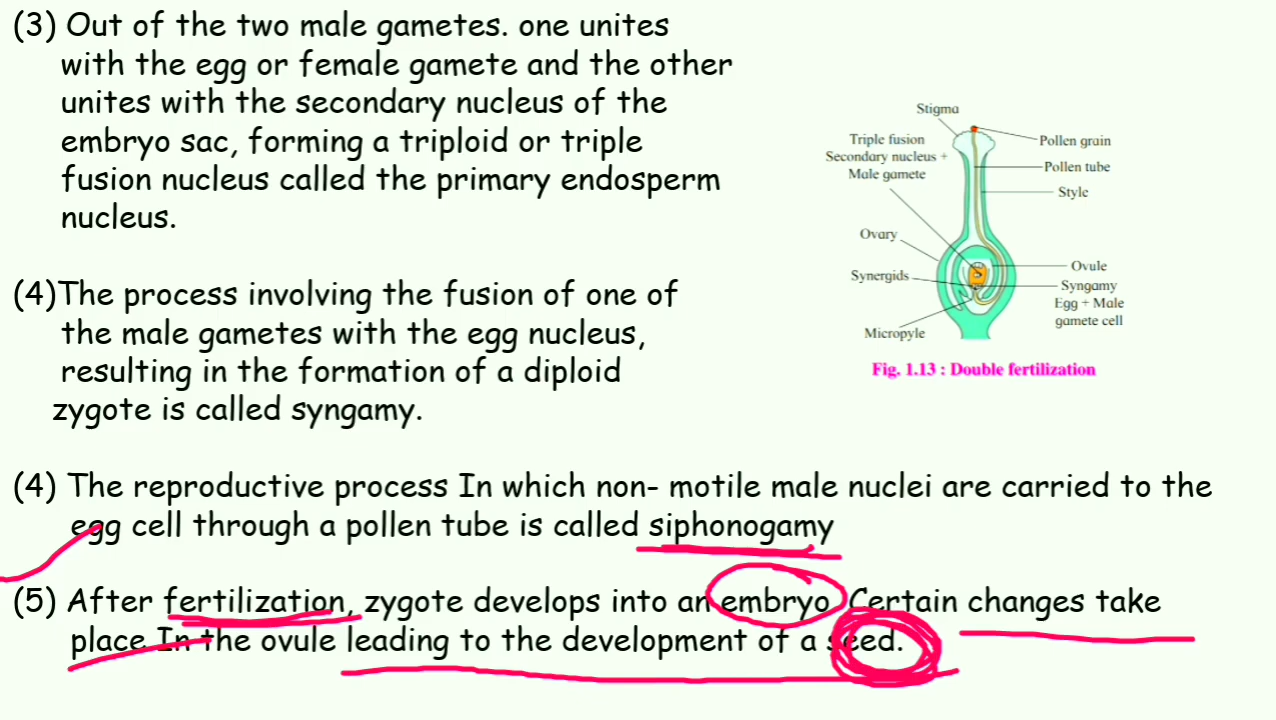 (3) Out of the two male gametes. one unites
with the egg or female gamete and the other
unites with the secondary nucleus of the
embryo sac, forming a triploid or triple
fusion nucleus called the primary endosperm
nucleus.
(4)The process involving the fusion of one of
the male gametes with the egg nucleus,
resulting in the formation of a diploid
zygote is called syngamy.
Stigma
Triple fusion
Secondary nucleus +
Male gamete
Ovary
Synergids
Micropyle
Pollen grain
Pollen tube
Style
Ovule
Syngamy
Egg + Male
gamete cell
Fig. 1.13 : Double fertilization
(4) The reproductive process In which non- motile male nuclei are carried to the
egg cell through a pollen tube is called siphonogamy
(5) After fertilization, zygote develops into an embryo. Certain changes take
place In the ovule leading to the development of a seed.